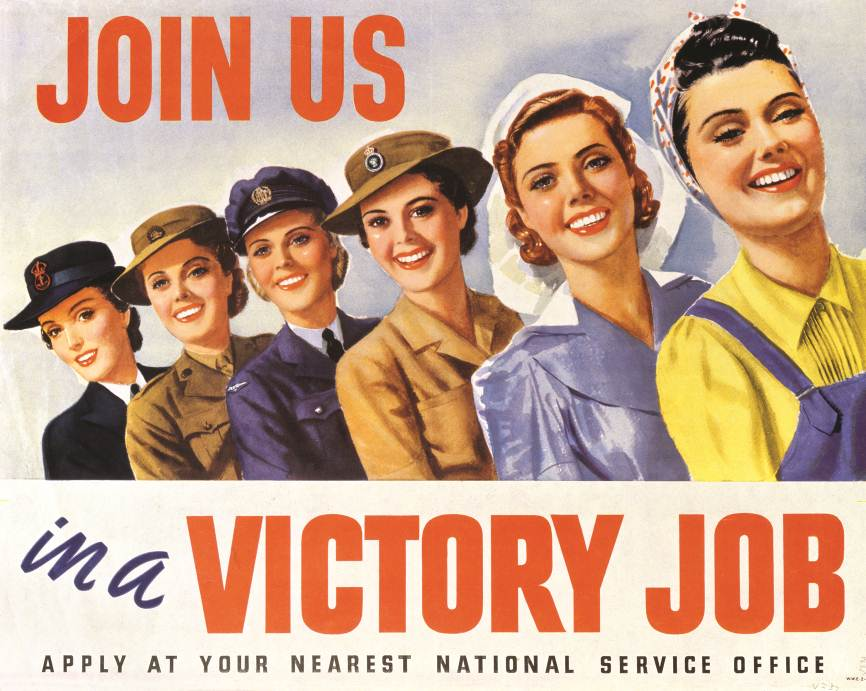 JOIN US
in a VICTORY JOB
APPLY AT YOUR NEAREST NATIONAL SERVICE OFFICE